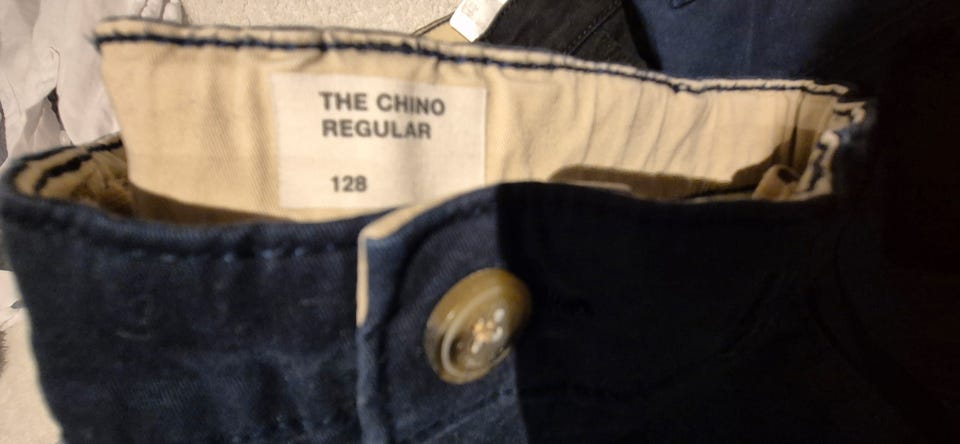 THE CHINO
REGULAR
128